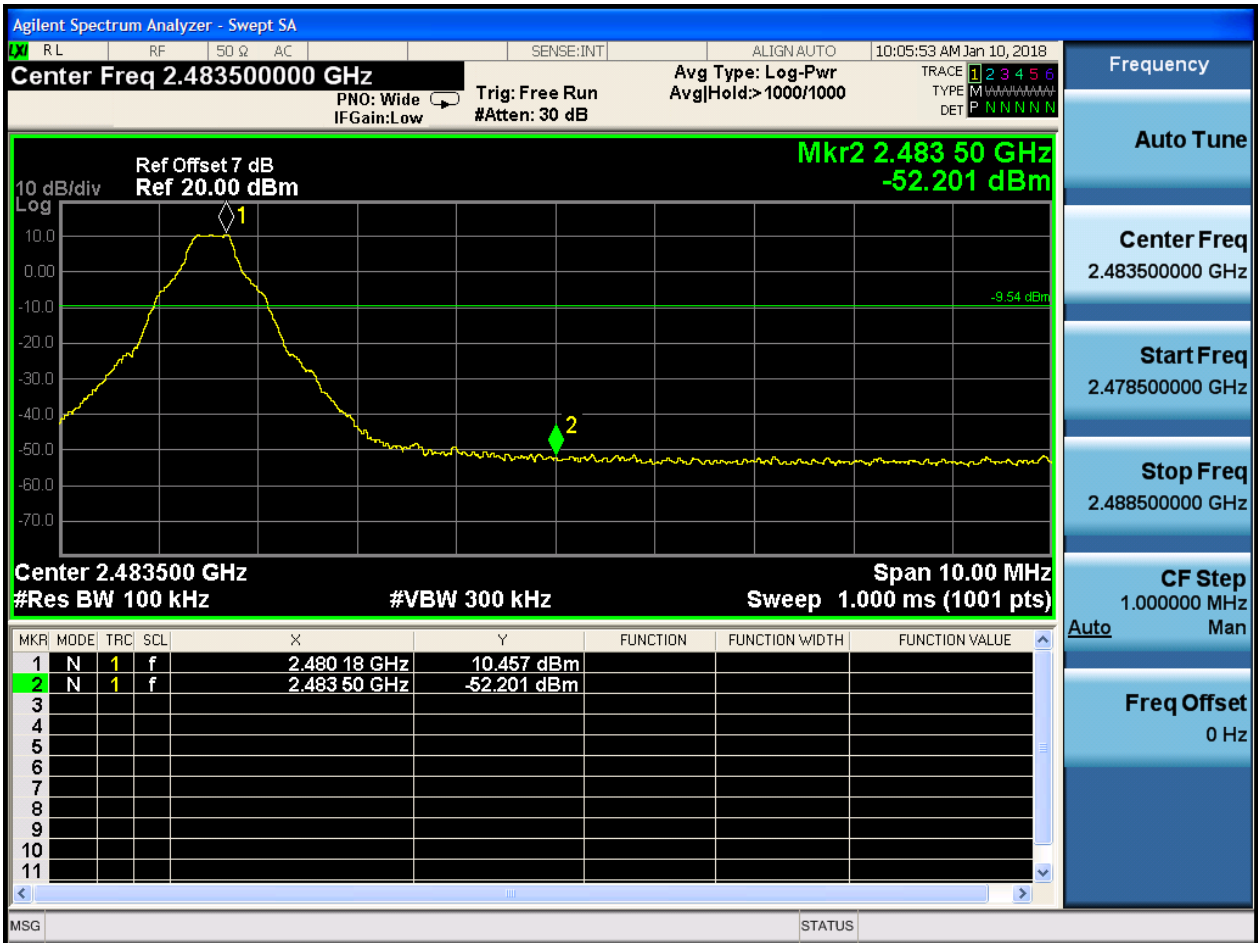 Agilent Spectrum Analyzer - Swept SA
LXI RL RF 50 Ω AC SENSE:INT ALIGN AUTO 10:05:53 AM Jan 10, 2018
Center Freq 2.483500000 GHz
PNO: Wide
IFGain:Low
Trig: Free Run
#Atten: 30 dB
Avg Type: Log-Pwr
Avg|Hold:>1000/1000
TRACE 1 2 3 4 5 6
TYPE M WWWWW
DET P N N N N N
Mkr2 2.483 50 GHz
-52.201 dBm
Ref Offset 7 dB
10 dB/div Ref 20.00 dBm
Log
1
10.0
0.00
-9.54 dBm
-10.0
-20.0
-30.0
-40.0
2
-50.0
-60.0
-70.0
Center 2.483500 GHz Span 10.00 MHz
#Res BW 100 kHz #VBW 300 kHz Sweep 1.000 ms (1001 pts)
MKR MODE TRC SCL X Y FUNCTION FUNCTION WIDTH FUNCTION VALUE
1 N 1 f 2.480 18 GHz 10.457 dBm
2 N 1 f 2.483 50 GHz -52.201 dBm
3
4
5
6
7
8
9
10
11
MSG STATUS
Frequency
Auto Tune
Center Freq
2.483500000 GHz
Start Freq
2.478500000 GHz
Stop Freq
2.488500000 GHz
CF Step
1.000000 MHz
Auto Man
Freq Offset
0 Hz